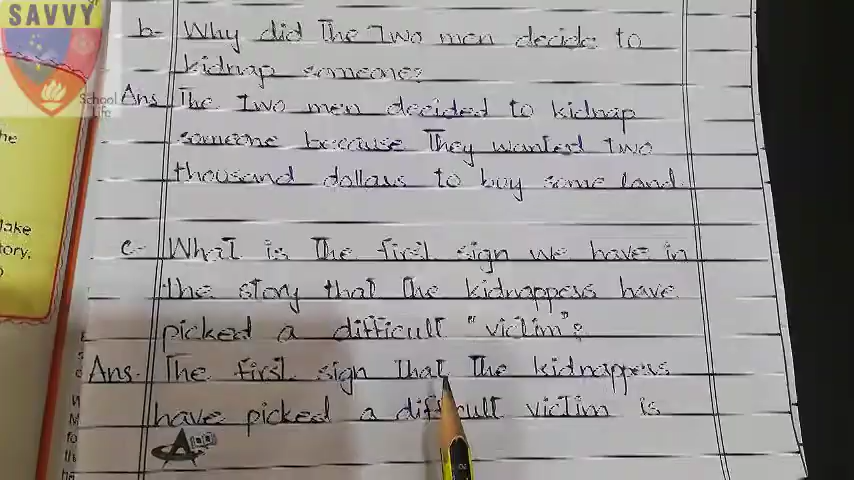 SAVVY
School
Life
he
lake
tory.
b- Why did The Two men decide to
kidnap someone?
Ans The Two men decided to kidnap
someone because They wanted Two
thousand dollars to buy some land.
c- What is The first sign we have in
the story that The kidnappers have
picked a difficult "victim"?
Ans. The first sign that The kidnappers
have picked a difficult victim is